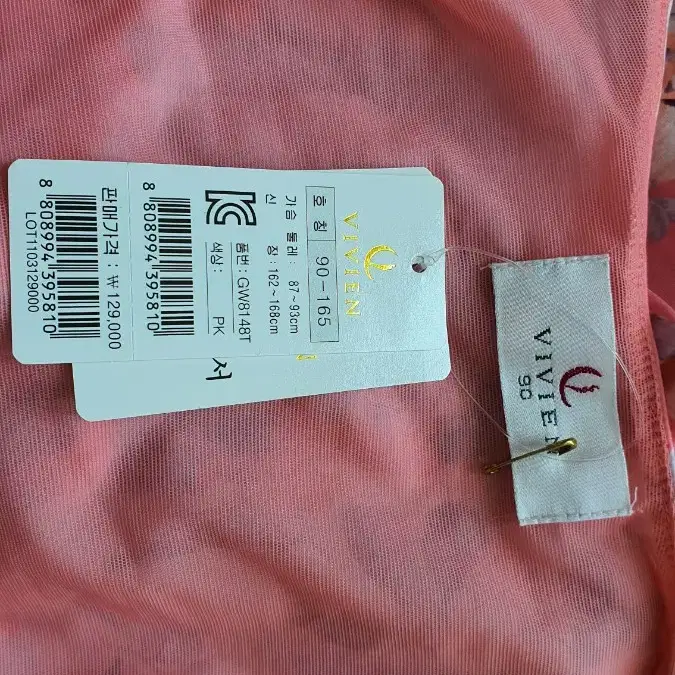 VIVIEN
호 칭 90-165
가슴 둘레 : 87~93cm
신 장 : 162~168cm
품번 : GW8148T
색상 : PK
8 808994 395810
판매가격 : ₩ 129,000
8 808994 395810
LOT1103129000
서
VIVIEN
90